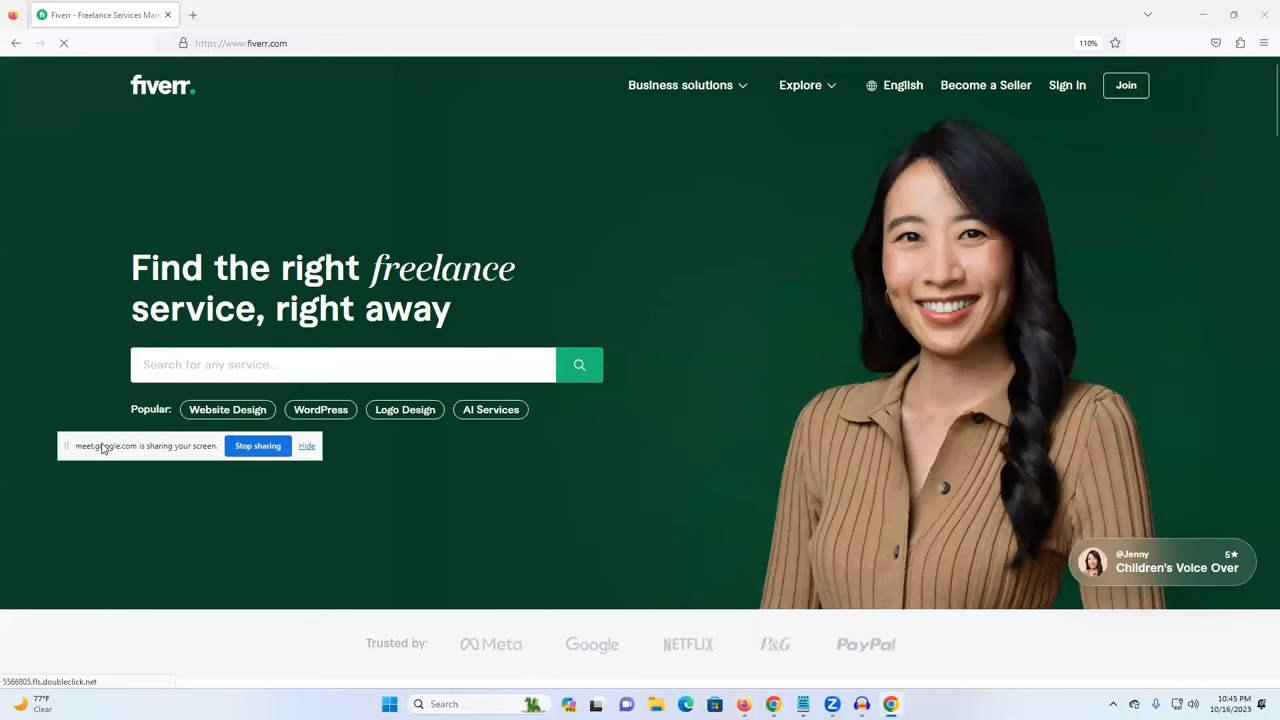 Fiverr - Freelance Services Mar
https://www.fiverr.com
110%
fiverr.
Business solutions
Explore
English
Become a Seller
Sign In
Join
Find the right freelance
service, right away
Search for any service...
Popular:
Website Design
WordPress
Logo Design
AI Services
meet.google.com is sharing your screen.
Stop sharing
Hide
@Jenny
5★
Children's Voice Over
Trusted by:
Meta
Google
NETFLIX
P&G
PayPal
5566805.fls.doubleclick.net
77°F
Clear
Search
10:45 PM
10/16/2023